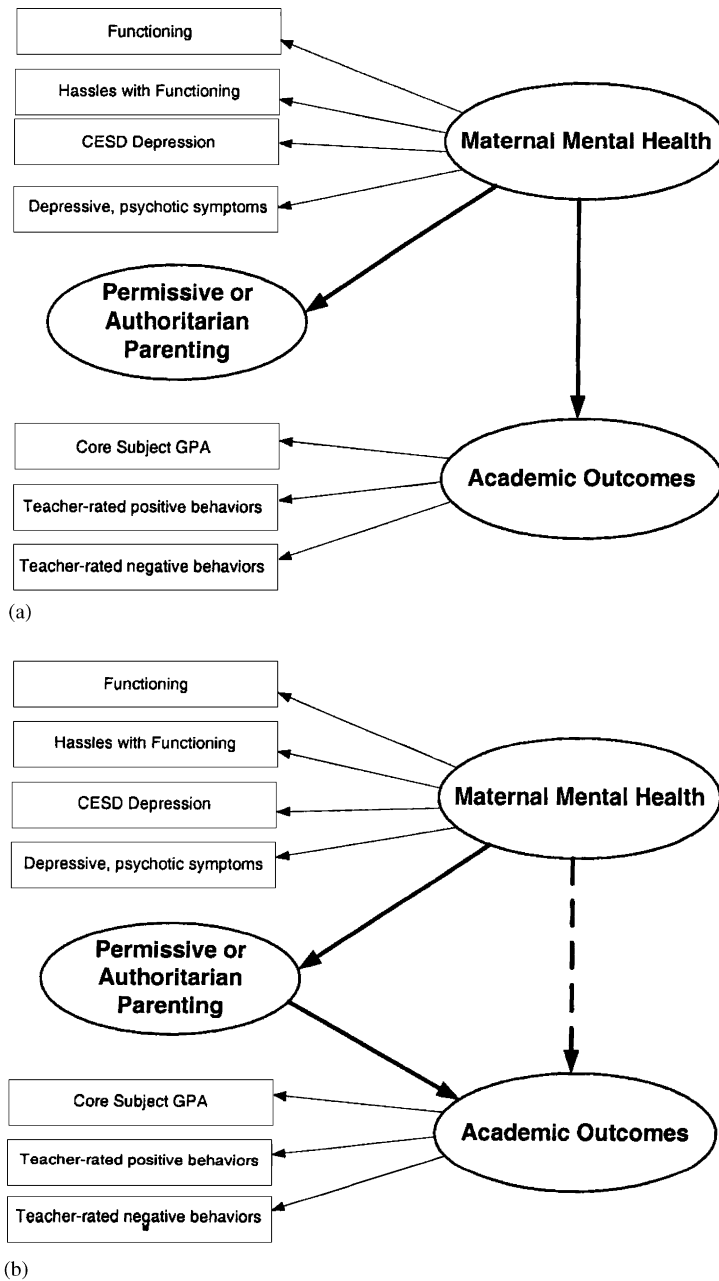 Functioning
Hassles with Functioning
CESD Depression
Depressive, psychotic symptoms
Maternal Mental Health
Permissive or
Authoritarian
Parenting
Core Subject GPA
Teacher-rated positive behaviors
Teacher-rated negative behaviors
Academic Outcomes
(a)
Functioning
Hassles with Functioning
CESD Depression
Depressive, psychotic symptoms
Maternal Mental Health
Permissive or
Authoritarian
Parenting
Core Subject GPA
Teacher-rated positive behaviors
Teacher-rated negative behaviors
Academic Outcomes
(b)